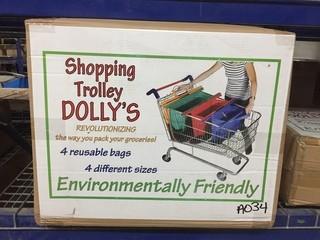 Shopping
Trolley
DOLLY'S
REVOLUTIONIZING
the way you pack your groceries!
4 reusable bags
4 different sizes
Environmentally Friendly
A034